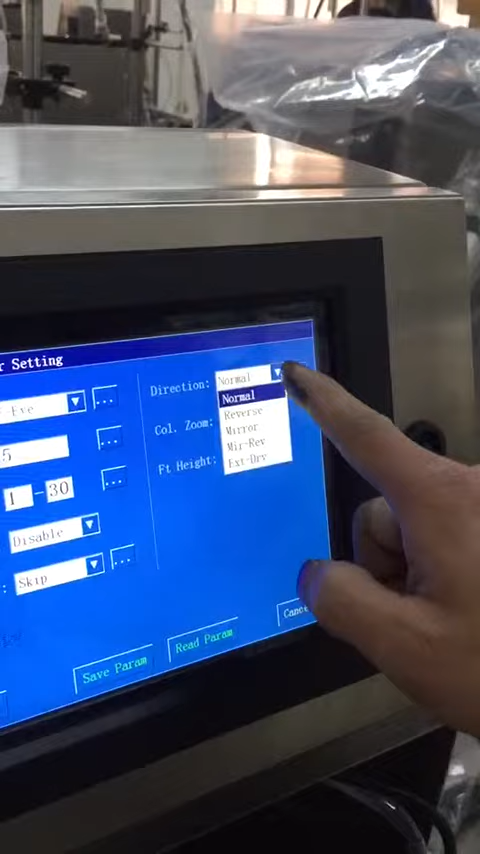 r Setting
Eve
5
1 - 30
Disable
Skip
Direction: Normal
Normal
Reverse
Mirror
Mir-Rev
Ext-Drv
Col. Zoom:
Ft Height:
Save Param
Read Param
Cance